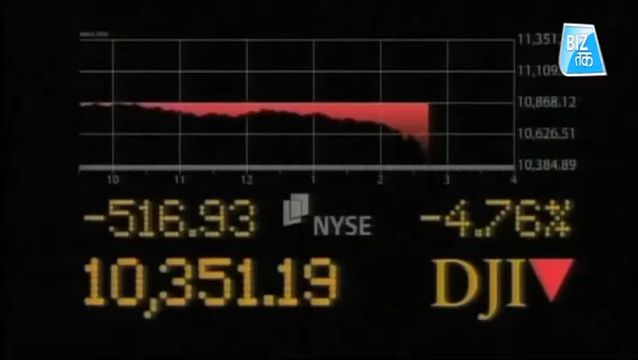 11,351.
BIZ
तक
11,109.
10,868.12
10,626.51
10,384.89
10 11 12 1 2 3 4
-516.93 NYSE -4.76%
10,351.19 DJI